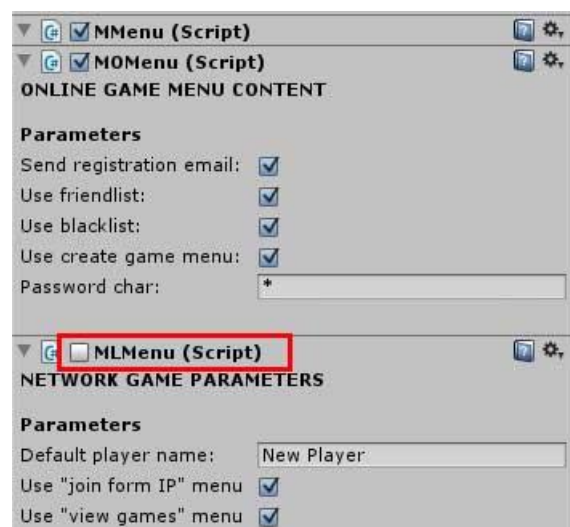 MMenu (Script)
MOMenu (Script)
ONLINE GAME MENU CONTENT
Parameters
Send registration email:
Use friendlist:
Use blacklist:
Use create game menu:
Password char: *
MLMenu (Script)
NETWORK GAME PARAMETERS
Parameters
Default player name: New Player
Use "join form IP" menu
Use "view games" menu